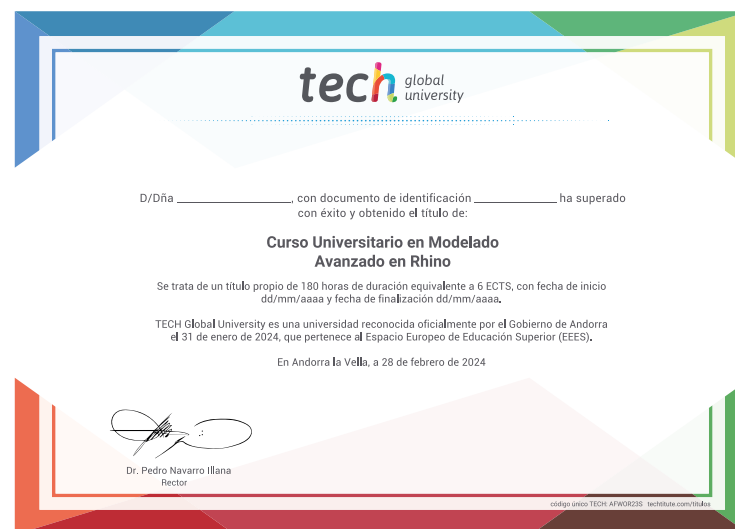 tech global university
D/Dña ________________, con documento de identificación ____________ ha superado
con éxito y obtenido el título de:
Curso Universitario en Modelado
Avanzado en Rhino
Se trata de un título propio de 180 horas de duración equivalente a 6 ECTS, con fecha de inicio
dd/mm/aaaa y fecha de finalización dd/mm/aaaa.
TECH Global University es una universidad reconocida oficialmente por el Gobierno de Andorra
el 31 de enero de 2024, que pertenece al Espacio Europeo de Educación Superior (EEES).
En Andorra la Vella, a 28 de febrero de 2024
Dr. Pedro Navarro Illana
Rector
código único TECH: AFWOR23S techtitute.com/titulos